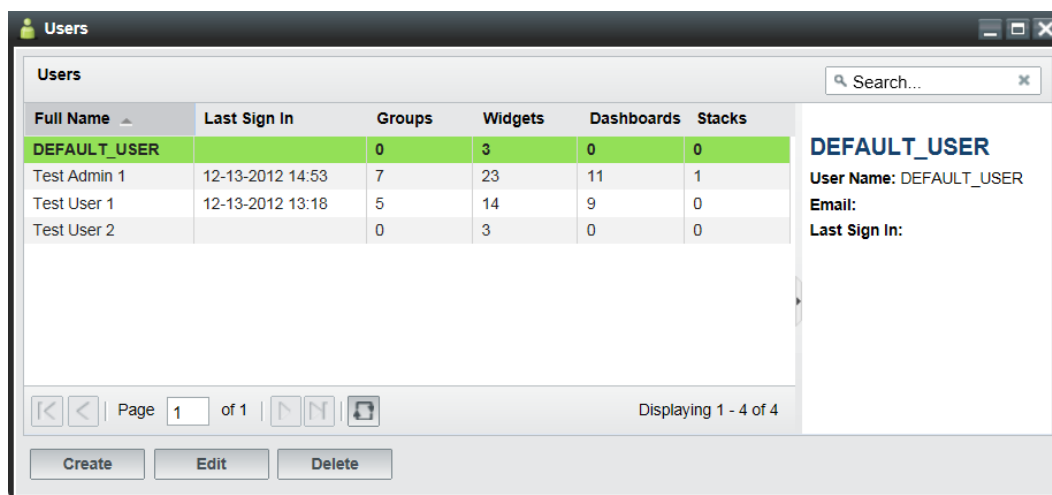 Users
Users
Search...
Full Name Last Sign In Groups Widgets Dashboards Stacks
DEFAULT_USER 0 3 0 0
Test Admin 1 12-13-2012 14:53 7 23 11 1
Test User 1 12-13-2012 13:18 5 14 9 0
Test User 2 0 3 0 0
DEFAULT_USER
User Name: DEFAULT_USER
Email:
Last Sign In:
Page 1 of 1 Displaying 1 - 4 of 4
Create Edit Delete